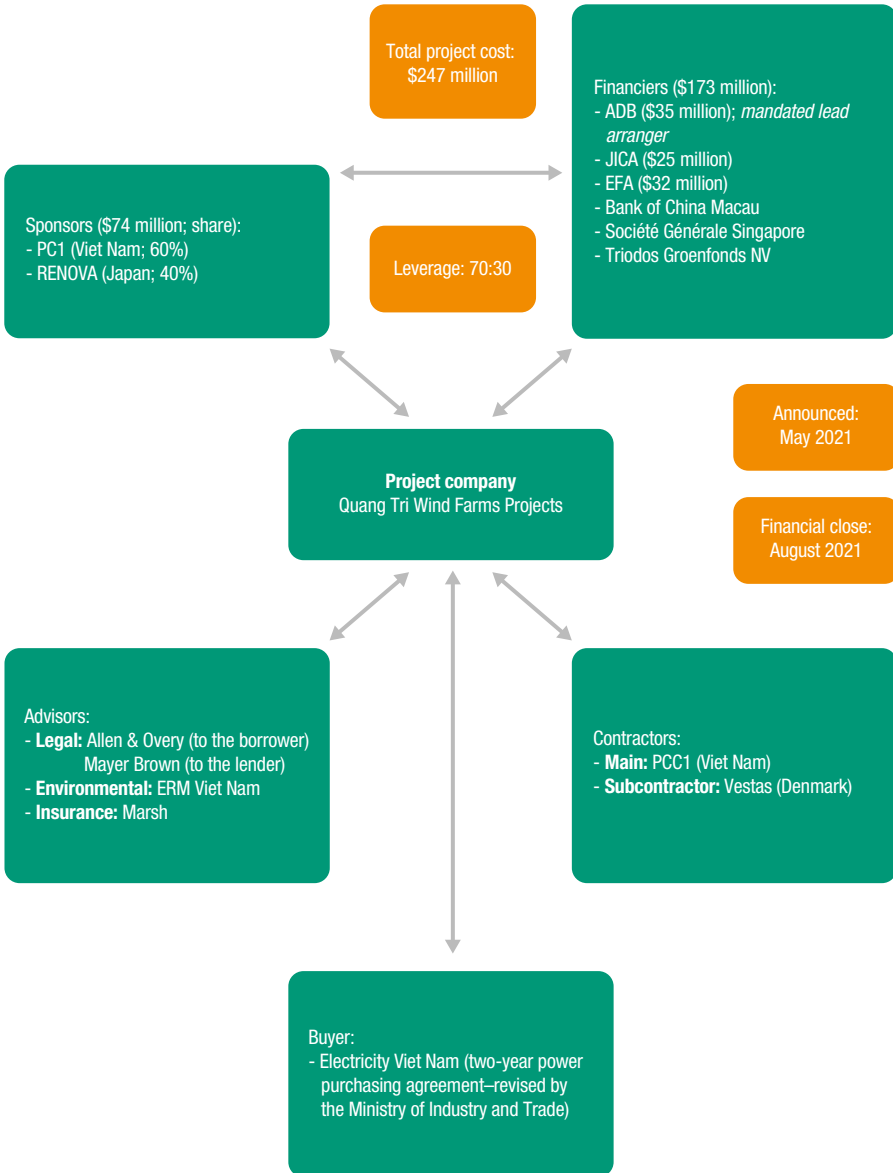 Total project cost:
$247 million
Financiers ($173 million):
- ADB ($35 million); mandated lead
arranger
- JICA ($25 million)
- EFA ($32 million)
- Bank of China Macau
- Société Générale Singapore
- Triodos Groenfonds NV
Sponsors ($74 million; share):
- PC1 (Viet Nam; 60%)
- RENOVA (Japan; 40%)
Leverage: 70:30
Announced:
May 2021
Project company
Quang Tri Wind Farms Projects
Financial close:
August 2021
Advisors:
- Legal: Allen & Overy (to the borrower)
Mayer Brown (to the lender)
- Environmental: ERM Viet Nam
- Insurance: Marsh
Contractors:
- Main: PCC1 (Viet Nam)
- Subcontractor: Vestas (Denmark)
Buyer:
- Electricity Viet Nam (two-year power
purchasing agreement–revised by
the Ministry of Industry and Trade)